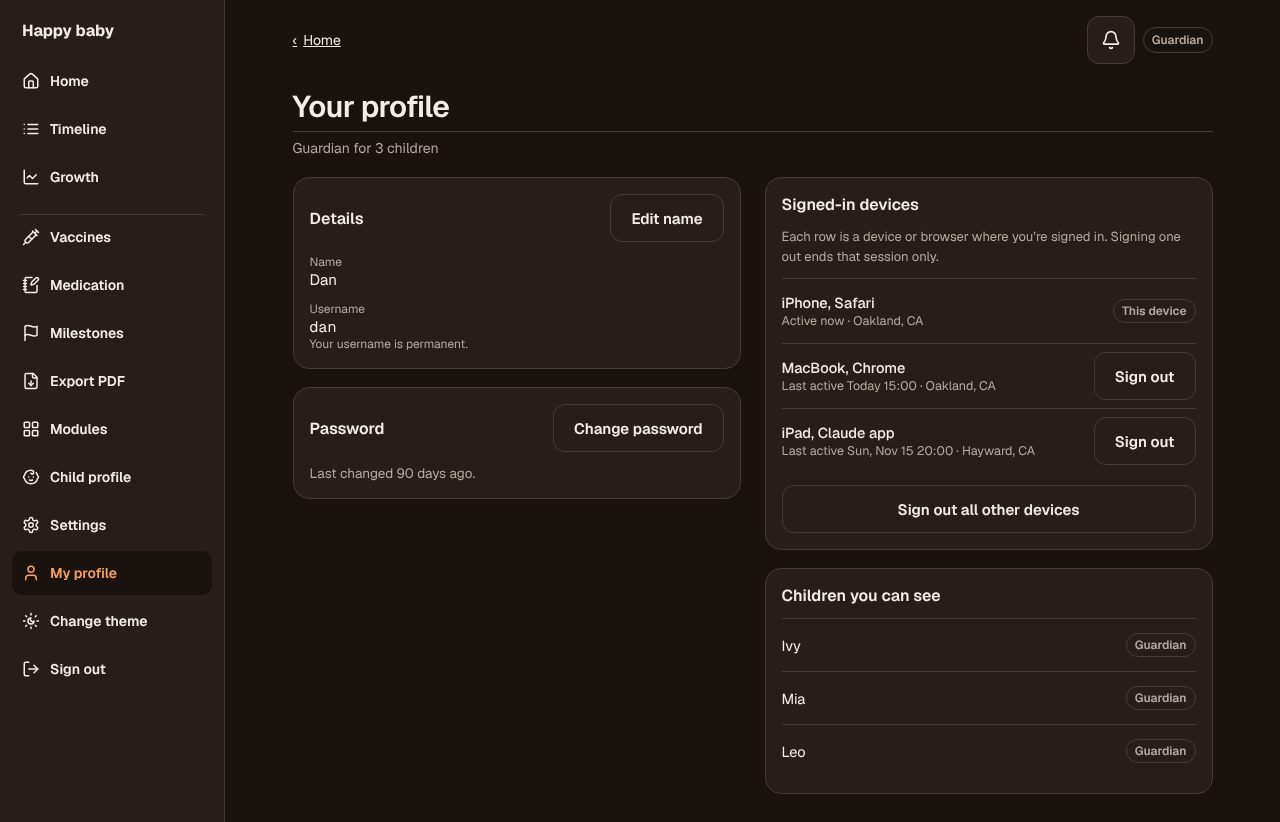 Happy baby
Home
Timeline
Growth
Vaccines
Medication
Milestones
Export PDF
Modules
Child profile
Settings
My profile
Change theme
Sign out
‹ Home
Guardian
Your profile
Guardian for 3 children
Details
Edit name
Name
Dan
Username
dan
Your username is permanent.
Password
Change password
Last changed 90 days ago.
Signed-in devices
Each row is a device or browser where you're signed in. Signing one
out ends that session only.
iPhone, Safari
Active now · Oakland, CA
This device
MacBook, Chrome
Last active Today 15:00 · Oakland, CA
Sign out
iPad, Claude app
Last active Sun, Nov 15 20:00 · Hayward, CA
Sign out
Sign out all other devices
Children you can see
Ivy
Guardian
Mia
Guardian
Leo
Guardian